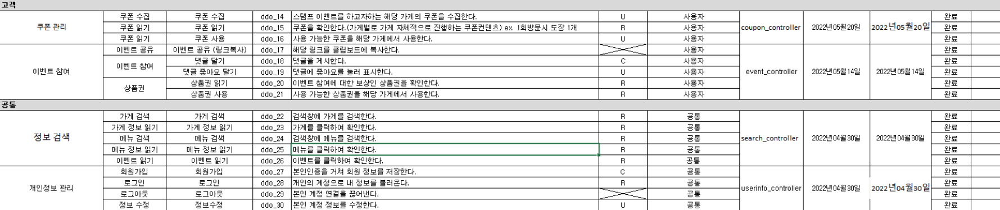 고객
쿠폰 관리
쿠폰 수집 쿠폰 수집 ddo_14 스탬프 이벤트를 하고자하는 해당 가게의 쿠폰을 수집한다. U 사용자 완료
쿠폰 읽기 쿠폰 읽기 ddo_15 쿠폰을 확인한다.(가게별로 가게 자체적으로 진행하는 쿠폰컨텐츠) ex. 1회방문시 도장 1개 R 사용자 coupon_controller 2022년05월20일 2022년05월20일 완료
쿠폰 읽기 쿠폰 사용 ddo_16 사용 가능한 쿠폰을 해당 가게에서 사용한다. U 사용자 완료
이벤트 참여
이벤트 공유 이벤트 공유 (링크복사) ddo_17 해당 링크를 클립보드에 복사한다. 사용자 완료
이벤트 참여 댓글 달기 ddo_18 댓글을 게시한다. C 사용자 완료
댓글 좋아요 달기 ddo_19 댓글에 좋아요를 눌러 표시한다. U 사용자 event_controller 2022년05월14일 2022년05월14일 완료
상품권 상품권 읽기 ddo_20 이벤트 참여에 대한 보상인 상품권을 확인한다. R 사용자 완료
상품권 사용 ddo_21 사용 가능한 상품권을 해당 가게에서 사용한다. R 사용자 완료
공통
정보 검색
가게 검색 가게 검색 ddo_22 검색창에 가게를 검색한다. R 공통 완료
가게 정보 읽기 가게 정보 읽기 ddo_23 가게를 클릭하여 확인한다. R 공통 완료
메뉴 검색 메뉴 검색 ddo_24 검색창에 메뉴를 검색한다. R 공통 search_controller 2022년04월30일 2022년04월30일 완료
메뉴 정보 읽기 메뉴 정보 읽기 ddo_25 메뉴를 클릭하여 확인한다. R 공통 완료
이벤트 읽기 이벤트 읽기 ddo_26 이벤트를 클릭하여 확인한다. R 공통 완료
개인정보 관리
회원가입 회원가입 ddo_27 본인인증을 거쳐 회원 정보를 저장한다. C 공통 완료
로그인 로그인 ddo_28 개인의 계정으로 내 정보를 불러온다. R 공통 userinfo_controller 2022년04월30일 2022년04월30일 완료
로그아웃 로그아웃 ddo_29 본인 계정 연결을 끊어낸다. 공통 완료
정보 수정 정보수정 ddo_30 본인 계정 정보를 수정한다. U 공통 완료